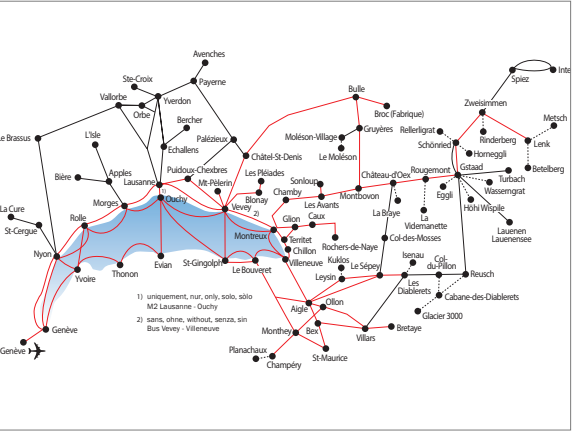 Avenches
Ste-Croix
Payerne
Vallorbe
Yverdon
Orbe
Bercher
Le Brassus
L'Isle
Echallens
Palézieux
Châtel-St-Denis
Bière
Apples
Puidoux-Chexbres
Lausanne
Mt-Pèlerin
Les Pléiades
Blonay
1)
Ouchy
Vevey
2)
Morges
La Cure
St-Cergue
Rolle
Nyon
Yvoire
Thonon
Evian
St-Gingolph
Le Bouveret
Genève
Genève
Montreux
Territet
Chillon
Villeneuve
Glion
Caux
Rochers-de-Naye
Chamby
Sonloup
Les Avants
Montbovon
Bulle
Broc (Fabrique)
Gruyères
Moléson-Village
Le Moléson
Château-d'Oex
Rougemont
La Braye
La
Videmanette
Col-des-Mosses
Spiez
Inte
Zweisimmen
Rellerligrat
Schönried
Rinderberg
Horneggli
Metsch
Lenk
Betelberg
Gstaad
Turbach
Wasserngrat
Eggli
Höhi Wispile
Lauenen
Lauenensee
Kuklos
Leysin
Le Sépey
Isenau
Col-
du-Pillon
Reusch
Les
Diablerets
Cabane-des-Diablerets
Glacier 3000
Aigle
Ollon
Monthey
Bex
Villars
Bretaye
St-Maurice
Planachaux
Champéry
1) uniquement, nur, only, solo, sòlo
M2 Lausanne - Ouchy
2) sans, ohne, without, senza, sin
Bus Vevey - Villeneuve